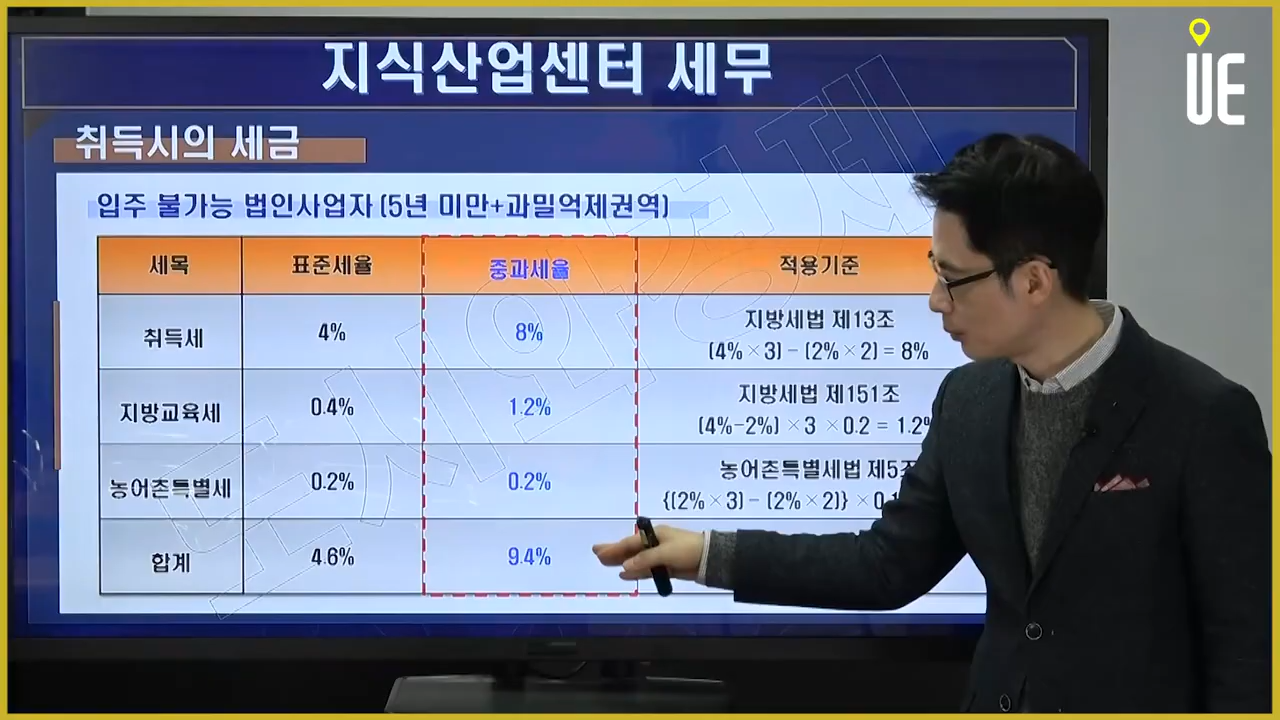 지식산업센터 세무
UE
취득시의 세금
입주 불가능 법인사업자 (5년 미만+과밀억제권역)
세목 표준세율 중과세율 적용기준
취득세 4% 8% 지방세법 제13조
(4% × 3) - (2% × 2) = 8%
지방교육세 0.4% 1.2% 지방세법 제151조
(4%-2%) × 3 × 0.2 = 1.2%
농어촌특별세 0.2% 0.2% 농어촌특별세법 제5조
{(2% × 3) - (2% × 2)} × 0.1
합계 4.6% 9.4%